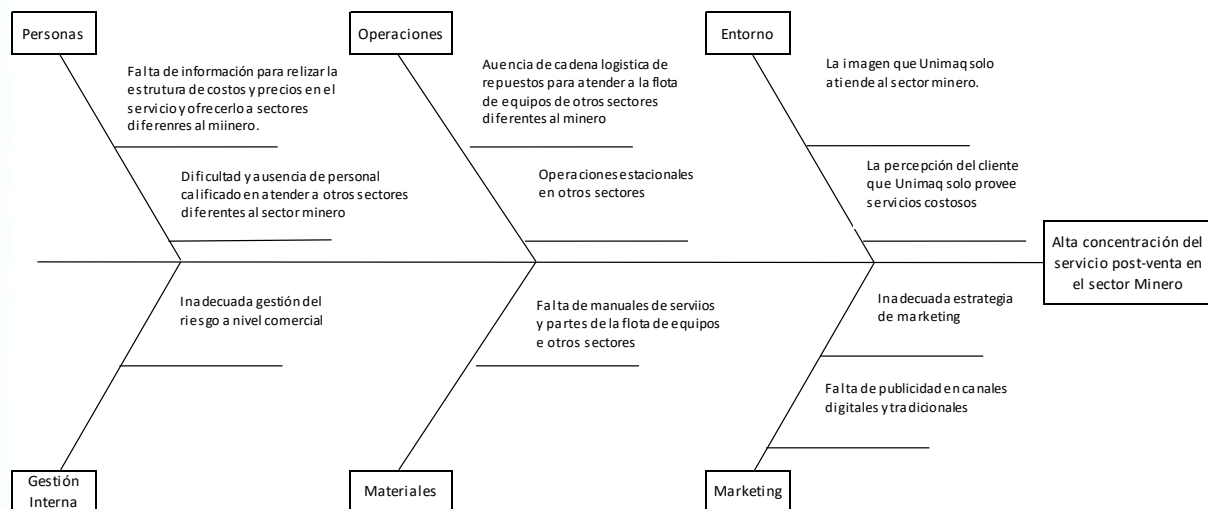 Personas
Operaciones
Entorno
Falta de información para relizar la
estrutura de costos y precios en el
servicio y ofrecerlo a sectores
diferenres al miinero.
Auencia de cadena logistica de
repuestos para atender a la flota
de equipos de otros sectores
diferentes al minero
La imagen que Unimaq solo
atiende al sector minero.
Dificultad y ausencia de personal
calificado en atender a otros sectores
diferentes al sector minero
Operaciones estacionales
en otros sectores
La percepción del cliente
que Unimaq solo provee
servicios costosos
Alta concentración del
servicio post-venta en
el sector Minero
Inadecuada gestión del
riesgo a nivel comercial
Falta de manuales de serviios
y partes de la flota de equipos
e otros sectores
Inadecuada estrategia
de marketing
Falta de publicidad en canales
digitales y tradicionales
Gestión
Interna
Materiales
Marketing